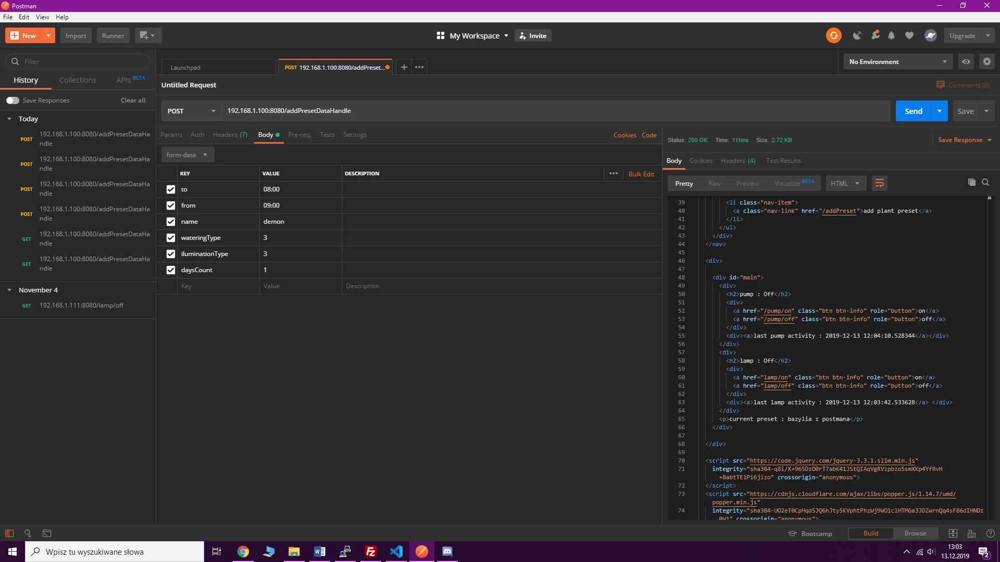 Postman
File Edit View Help
New Import Runner My Workspace Invite Upgrade
Filter
History Collections APIs BETA
Save Responses Clear all
Today
POST 192.168.1.100:8080/addPresetDataHa
ndle
POST 192.168.1.100:8080/addPresetDataHa
ndle
POST 192.168.1.100:8080/addPresetDataHa
ndle
POST 192.168.1.100:8080/addPresetDataHa
ndle
GET 192.168.1.100:8080/addPresetDataHa
ndle
GET 192.168.1.100:8080/addPresetDataHa
ndle
November 4
GET 192.168.1.111:8080/lamp/off
Launchpad POST 192.168.1.100:8080/addPreset... No Environment
Untitled Request Comments (0)
POST 192.168.1.100:8080/addPresetDataHandle Send Save
Params Auth Headers (7) Body Pre-req. Tests Settings Cookies Code
form-data
KEY VALUE DESCRIPTION Bulk Edit
to 08:00
from 09:00
name demon
wateringType 3
iluminationType 3
daysCount 1
Key Value Description
Status: 200 OK Time: 111ms Size: 2.72 KB Save Response
Body Cookies Headers (4) Test Results
Pretty Raw Preview Visualize BETA HTML
39 <li class="nav-item">
40 <a class="nav-link" href="/addPreset">add plant preset</a>
41 </li>
42 </ul>
43 </div>
44 </nav>
45
46 <div>
47
48 <div id="main">
49 <div>
50 <h2>pump : Off</h2>
51 <div>
52 <a href="/pump/on" class="btn btn-info" role="button">on</a>
53 <a href="/pump/off" class="btn btn-info" role="button">off</a>
54 </div>
55 <div><a>last pump activity : 2019-12-13 12:04:10.528344</a></div>
56 </div>
57 <div>
58 <h2>lamp : Off</h2>
59 <div>
60 <a href="lamp/on" class="btn btn-info" role="button">on</a>
61 <a href="lamp/off" class="btn btn-info" role="button">off</a>
62 </div>
63 <div><a>last lamp activity : 2019-12-13 12:03:42.533628</a> </div>
64 </div>
65 <p>current preset : bazylia z postmana</p>
66 </div>
67
68 </div>
69
70 <script src="https://code.jquery.com/jquery-3.3.1.slim.min.js"
71 integrity="sha384-q8i/X+965DzO0rT7abK41JStQIAqVgRVzpbzo5smXKp4YfRvH
+8abtTE1Pi6jizo" crossorigin="anonymous">
72 </script>
73 <script src="https://cdnjs.cloudflare.com/ajax/libs/popper.js/1.14.7/umd/
popper.min.js"
74 integrity="sha384-UO2eT0CpHqdSJQ6hJty5KVphtPhzWj9WO1clHTMGa3JDZwrnQq4sF86dIHNDz
0W1" crossorigin="anonymous">
Bootcamp Build Browse
Wpisz tu wyszukiwane słowa
13:03
13.12.2019
2